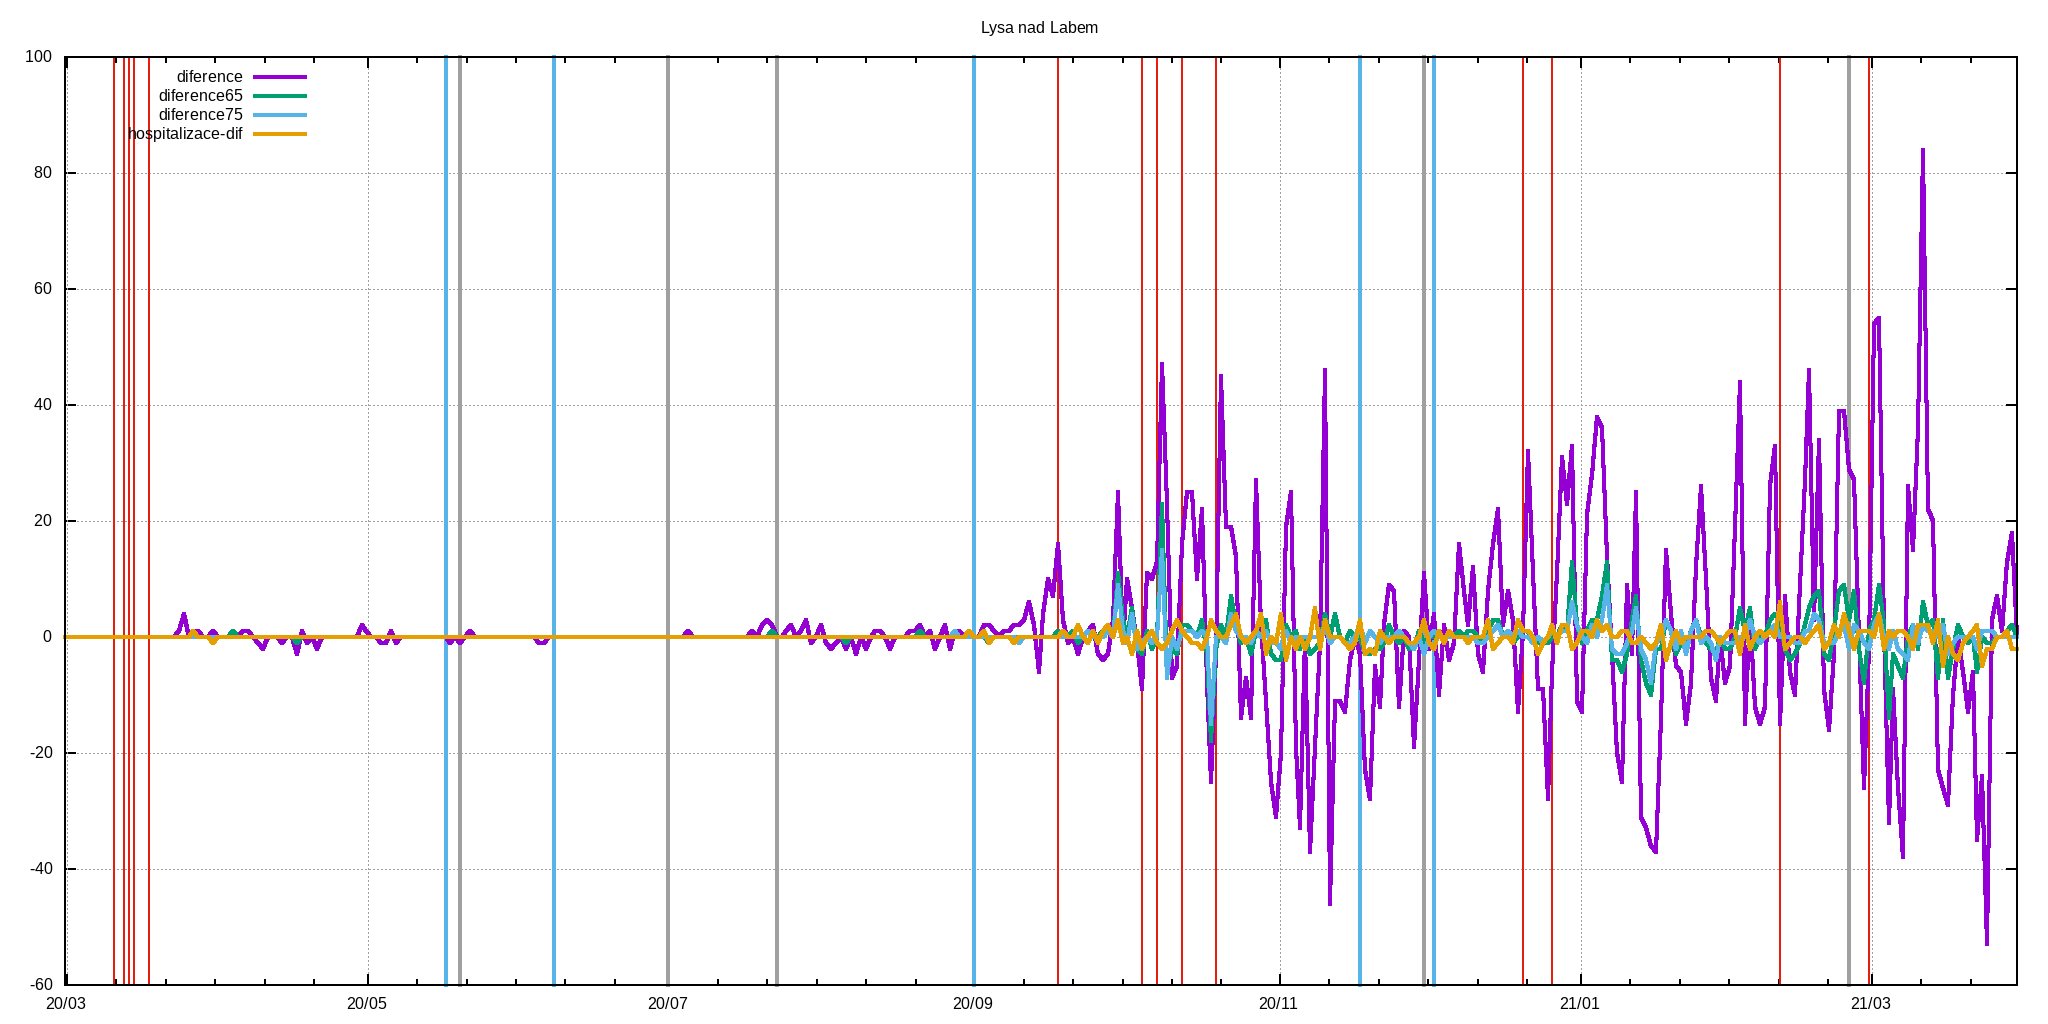 Lysa nad Labem
100
80
60
40
20
0
-20
-40
-60
diference
diference65
diference75
hospitalizace-dif
20/03 20/05 20/07 20/09 20/11 21/01 21/03